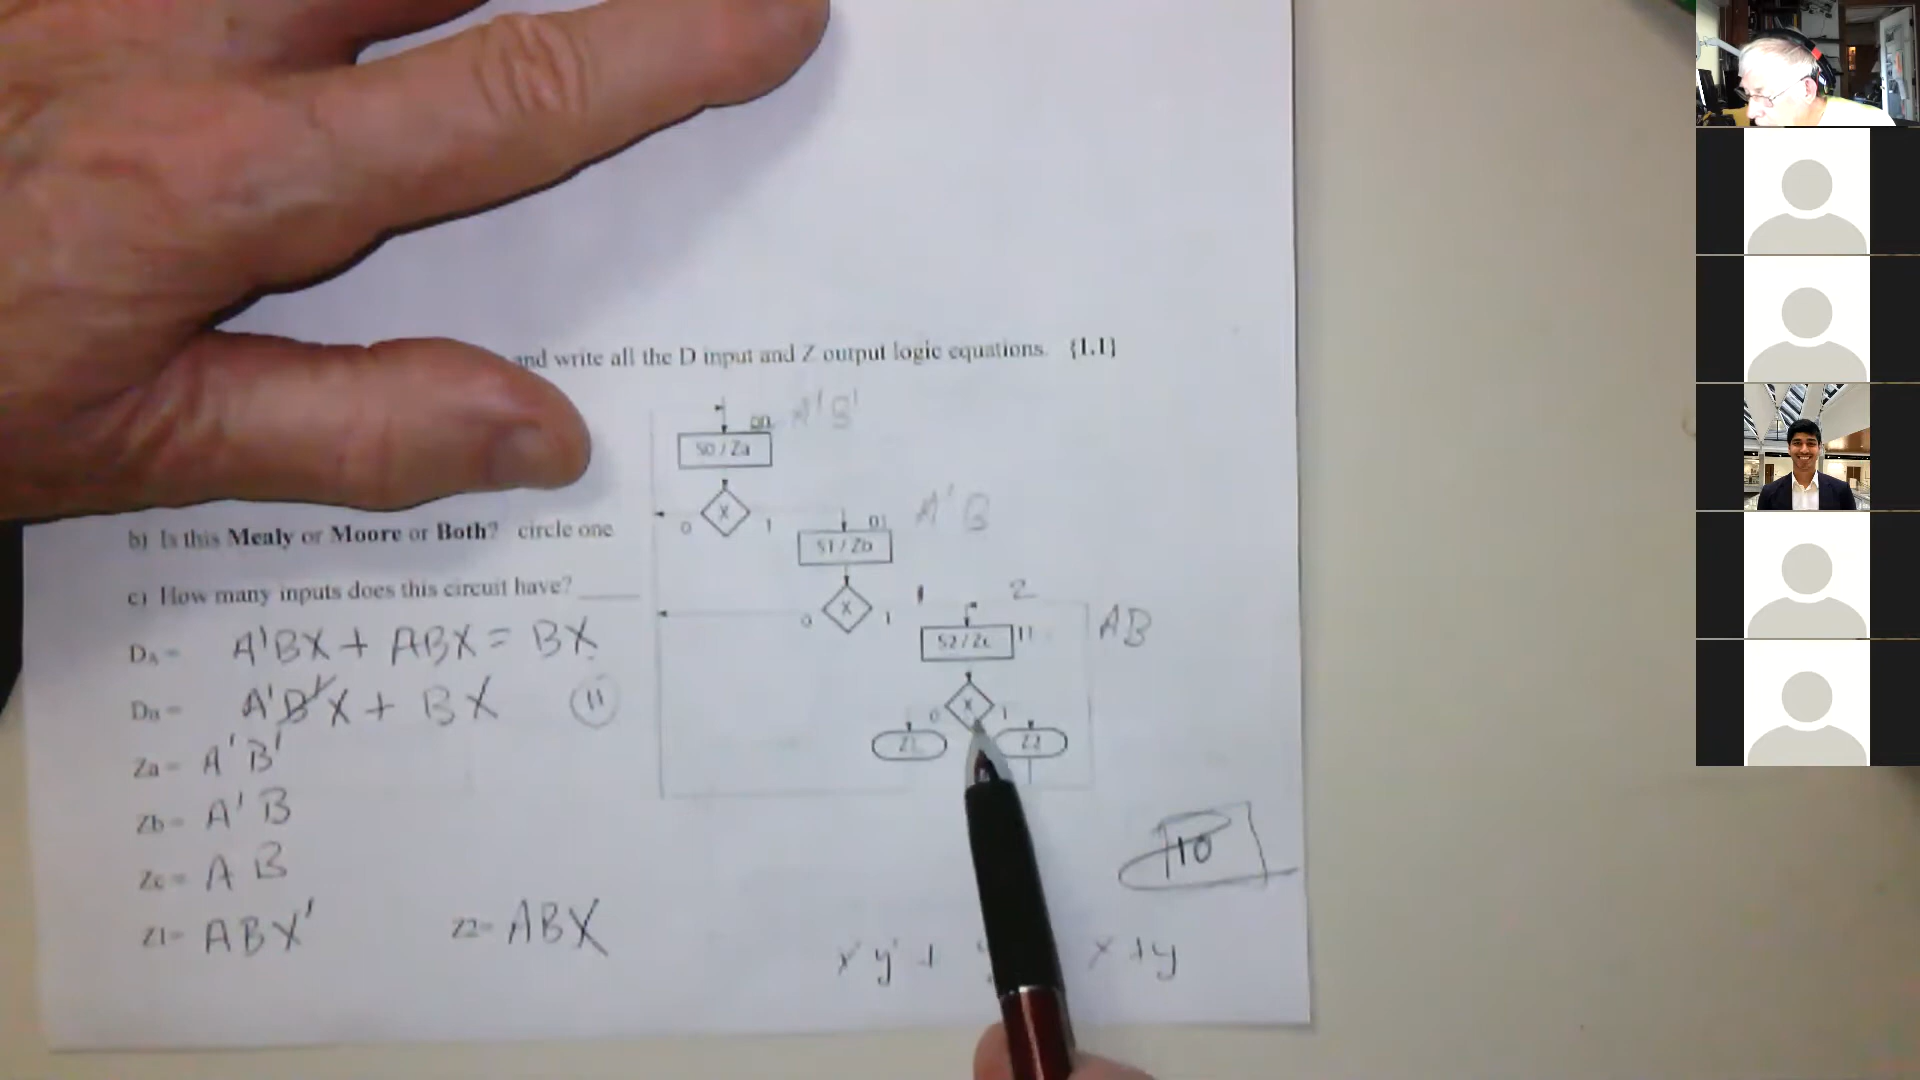 and write all the D input and Z output logic equations. {1.1}
00 A'B'
S0 / Za
X
0 1
01 A'B
S1 / Zb
X
0 1
2
S2 / Zc 11 AB
X
0 1
Z1 Z2
b) Is this Mealy or Moore or Both? circle one
c) How many inputs does this circuit have? _____
DA = A'BX + ABX = BX
DB = A'B'X + BX 11
Za = A'B'
Zb = A'B
Zc = AB
Z1 = ABX' Z2 = ABX
10
x + y